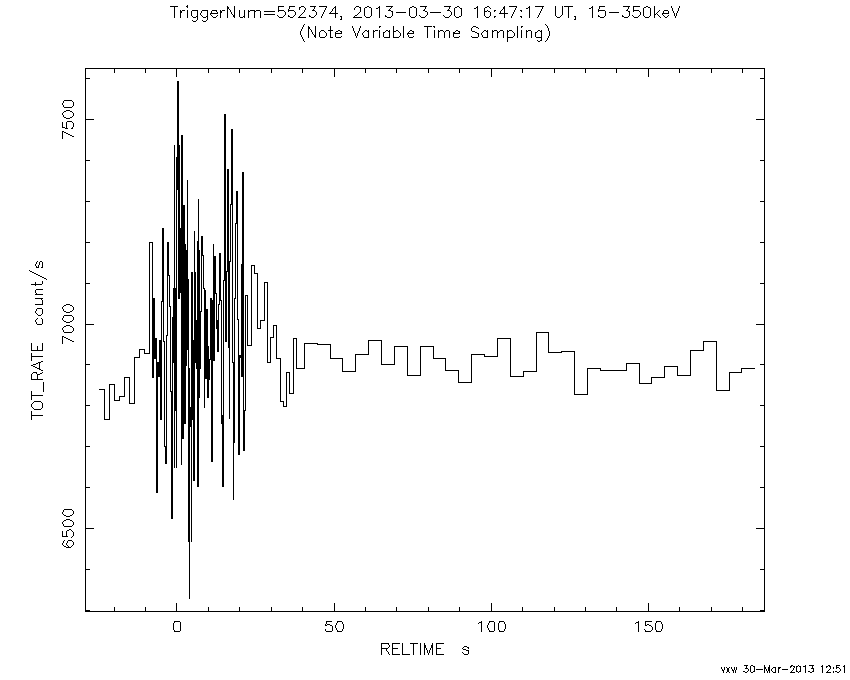 TriggerNum=552374, 2013-03-30 16:47:17 UT, 15-350keV
(Note Variable Time Sampling)
7500
7000
6500
TOT_RATE count/s
0 50 100 150
RELTIME s
vxw 30-Mar-2013 12:51